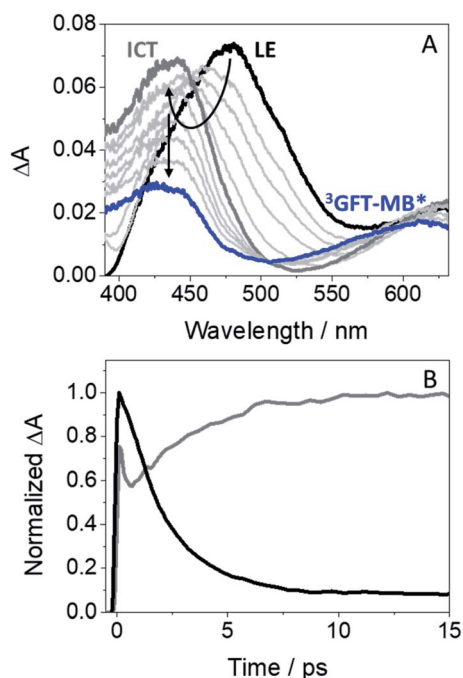 ICT
LE
A
0.08
0.06
0.04
0.02
0.00
ΔA
³GFT-MB*
400
450
500
550
600
Wavelength / nm
B
1.0
0.8
0.6
0.4
0.2
0.0
Normalized ΔA
0
5
10
15
Time / ps